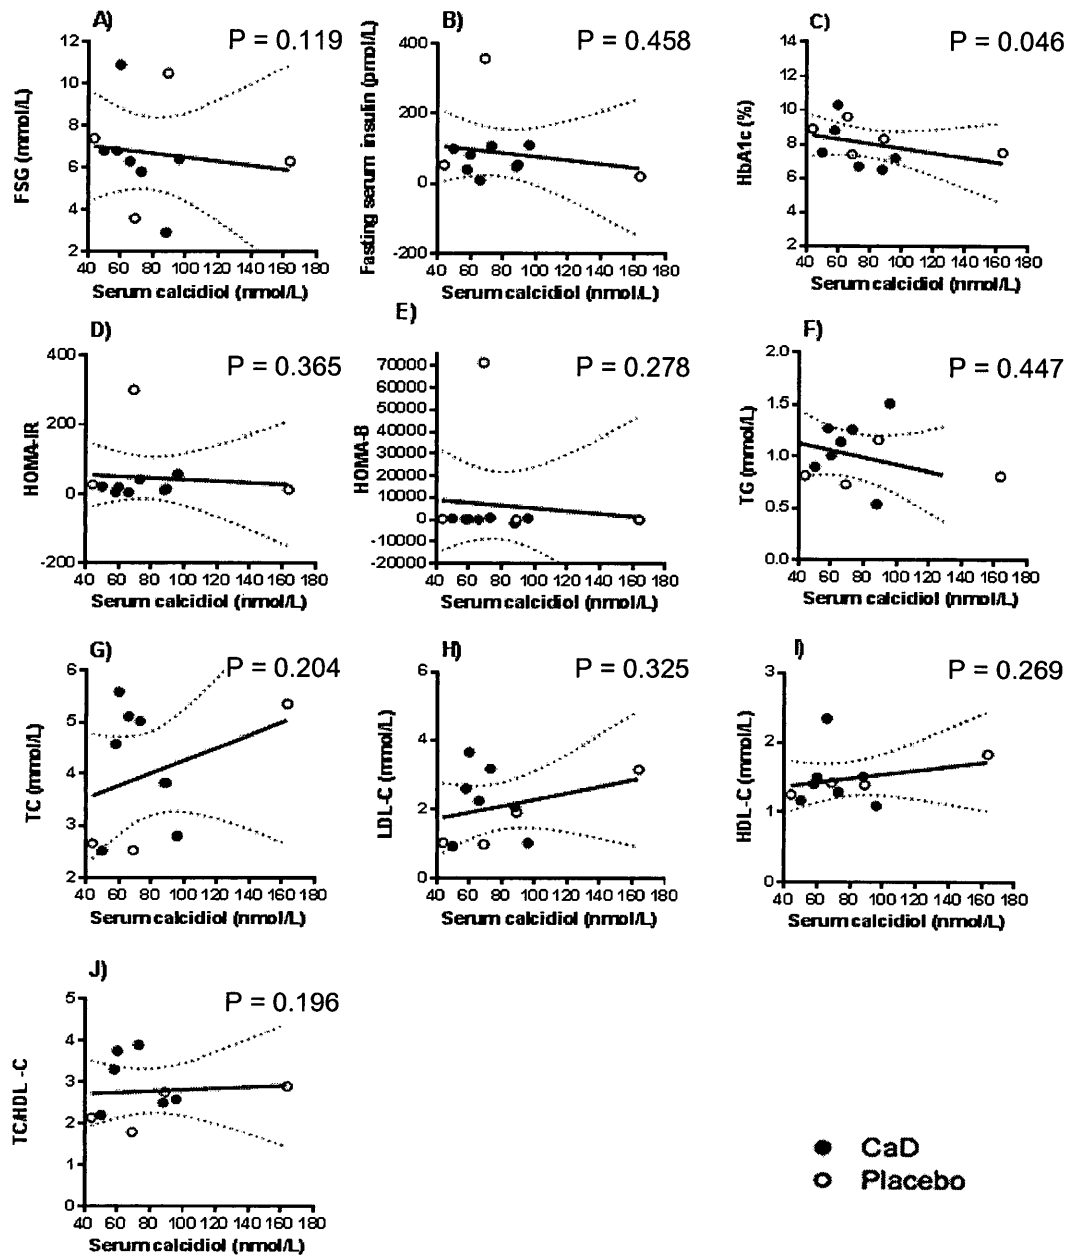 A)
P = 0.119
FSG (mmol/L)
12
10
8
6
4
2
40 60 80 100 120 140 160 180
Serum calcidiol (nmol/L)
B)
P = 0.458
Fasting serum insulin (pmol/L)
400
200
0
-200
40 60 80 100 120 140 160 180
Serum calcidiol (nmol/L)
C)
P = 0.046
HbA1c (%)
14
12
10
8
6
4
2
40 60 80 100 120 140 160 180
Serum calcidiol (nmol/L)
D)
P = 0.365
HOMA-IR
400
200
0
-200
40 60 80 100 120 140 160 180
Serum calcidiol (nmol/L)
E)
P = 0.278
HOMA-B
70000
60000
50000
40000
30000
20000
10000
0
-10000
-20000
40 60 80 100 120 140 160 180
Serum calcidiol (nmol/L)
F)
P = 0.447
TG (mmol/L)
2.0
1.5
1.0
0.5
0.0
40 60 80 100 120 140 160 180
Serum calcidiol (nmol/L)
G)
P = 0.204
TC (mmol/L)
6
5
4
3
2
40 60 80 100 120 140 160 180
Serum calcidiol (nmol/L)
H)
P = 0.325
LDL-C (mmol/L)
6
4
2
0
40 60 80 100 120 140 160 180
Serum calcidiol (nmol/L)
I)
P = 0.269
HDL-C (mmol/L)
3
2
1
0
40 60 80 100 120 140 160 180
Serum calcidiol (nmol/L)
J)
P = 0.196
TC/HDL -C
5
4
3
2
1
0
40 60 80 100 120 140 160 180
Serum calcidiol (nmol/L)
CaD
Placebo